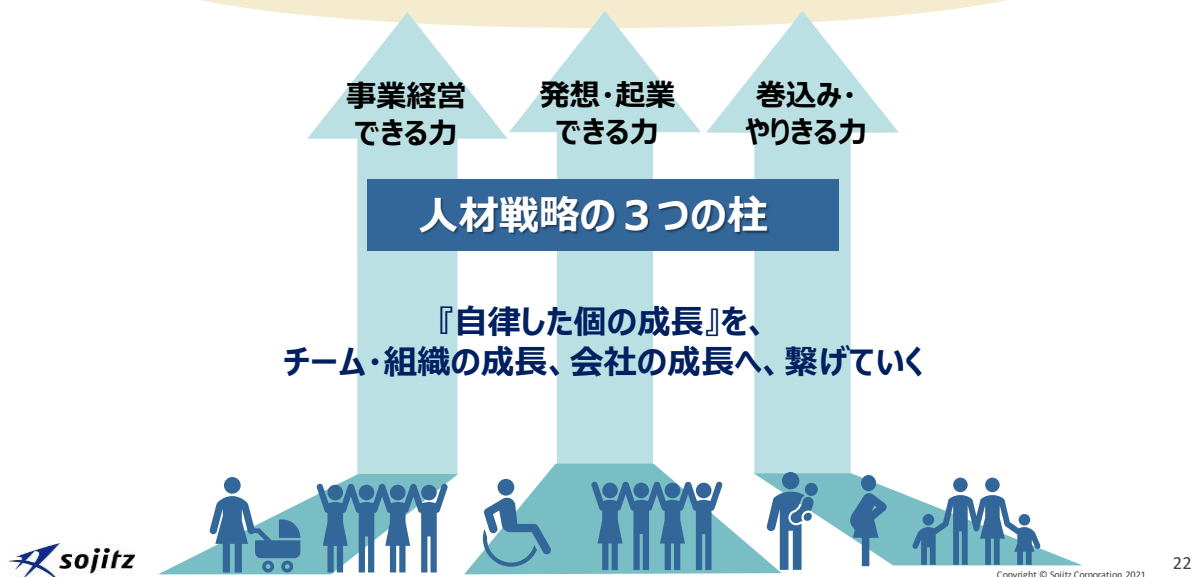 事業経営
できる力
発想・起業
できる力
巻込み・
やりきる力
人材戦略の３つの柱
『自律した個の成長』を、
チーム・組織の成長、会社の成長へ、繋げていく
sojitz
Copyright © Sojitz Corporation 2021
22